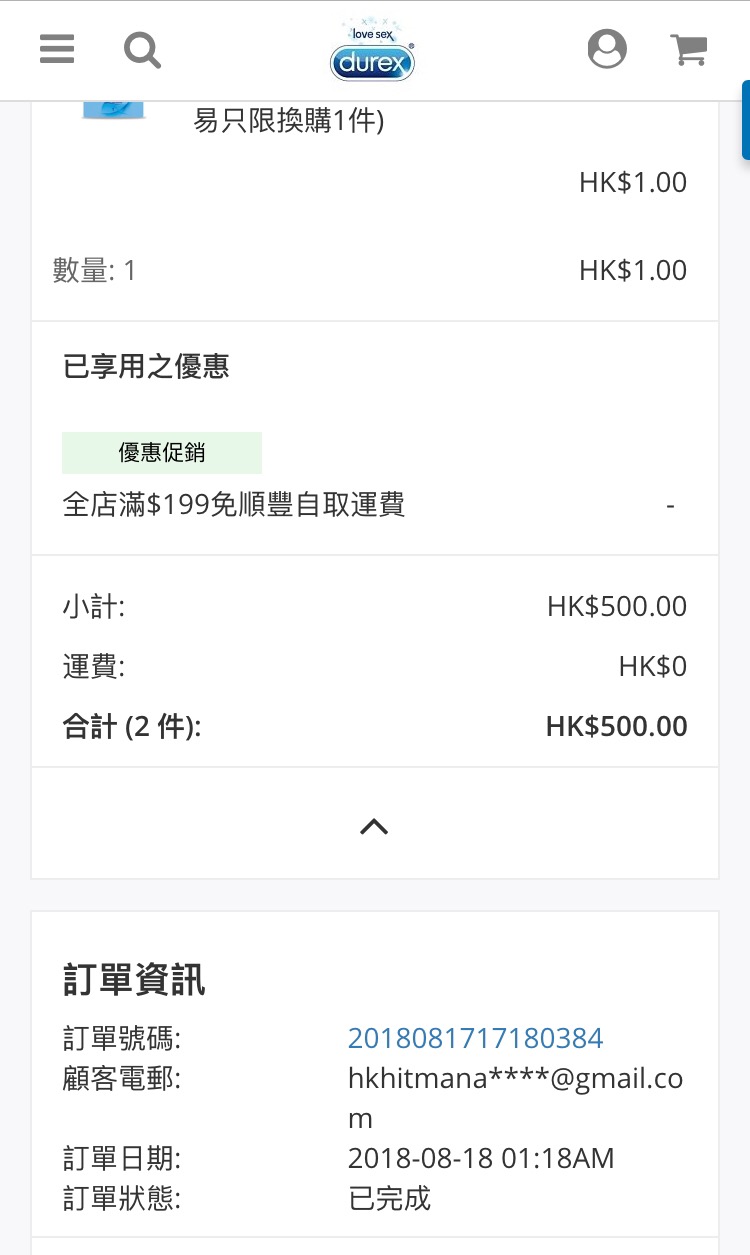 love sex
durex®
易只限換購1件)
HK$1.00
數量: 1 HK$1.00
已享用之優惠
優惠促銷
全店滿$199免順豐自取運費 -
小計: HK$500.00
運費: HK$0
合計 (2 件): HK$500.00
訂單資訊
訂單號碼: 2018081717180384
顧客電郵: hkhitmana****@gmail.co
m
訂單日期: 2018-08-18 01:18AM
訂單狀態: 已完成